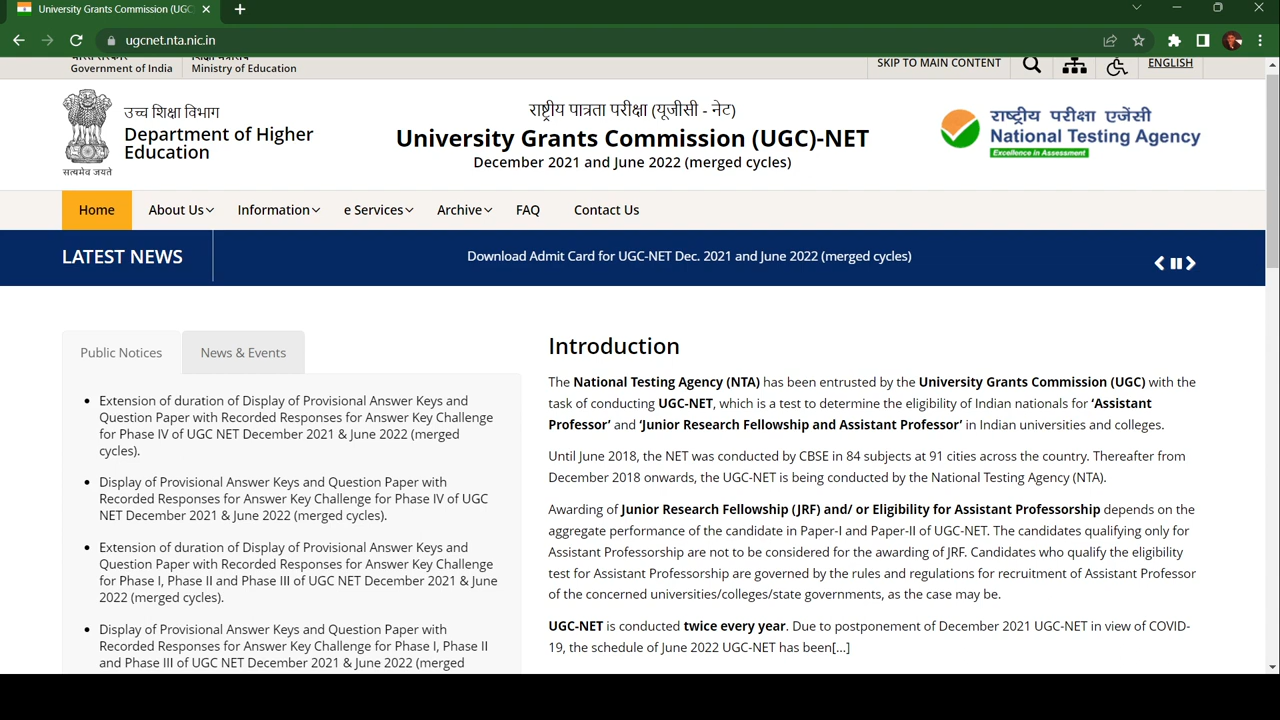 University Grants Commission (UGC
ugcnet.nta.nic.in
Government of India
Ministry of Education
SKIP TO MAIN CONTENT
ENGLISH
सत्यमेव जयते
उच्च शिक्षा विभाग
Department of Higher
Education
राष्ट्रीय पात्रता परीक्षा (यूजीसी - नेट)
University Grants Commission (UGC)-NET
December 2021 and June 2022 (merged cycles)
राष्ट्रीय परीक्षा एजेंसी
National Testing Agency
Excellence in Assessment
Home About Us Information e Services Archive FAQ Contact Us
LATEST NEWS
Download Admit Card for UGC-NET Dec. 2021 and June 2022 (merged cycles)
Public Notices
News & Events
Extension of duration of Display of Provisional Answer Keys and
Question Paper with Recorded Responses for Answer Key Challenge
for Phase IV of UGC NET December 2021 & June 2022 (merged
cycles).
Display of Provisional Answer Keys and Question Paper with
Recorded Responses for Answer Key Challenge for Phase IV of UGC
NET December 2021 & June 2022 (merged cycles).
Extension of duration of Display of Provisional Answer Keys and
Question Paper with Recorded Responses for Answer Key Challenge
for Phase I, Phase II and Phase III of UGC NET December 2021 & June
2022 (merged cycles).
Display of Provisional Answer Keys and Question Paper with
Recorded Responses for Answer Key Challenge for Phase I, Phase II
and Phase III of UGC NET December 2021 & June 2022 (merged
Introduction
The National Testing Agency (NTA) has been entrusted by the University Grants Commission (UGC) with the
task of conducting UGC-NET, which is a test to determine the eligibility of Indian nationals for ‘Assistant
Professor’ and ‘Junior Research Fellowship and Assistant Professor’ in Indian universities and colleges.
Until June 2018, the NET was conducted by CBSE in 84 subjects at 91 cities across the country. Thereafter from
December 2018 onwards, the UGC-NET is being conducted by the National Testing Agency (NTA).
Awarding of Junior Research Fellowship (JRF) and/ or Eligibility for Assistant Professorship depends on the
aggregate performance of the candidate in Paper-I and Paper-II of UGC-NET. The candidates qualifying only for
Assistant Professorship are not to be considered for the awarding of JRF. Candidates who qualify the eligibility
test for Assistant Professorship are governed by the rules and regulations for recruitment of Assistant Professor
of the concerned universities/colleges/state governments, as the case may be.
UGC-NET is conducted twice every year. Due to postponement of December 2021 UGC-NET in view of COVID-
19, the schedule of June 2022 UGC-NET has been[...]